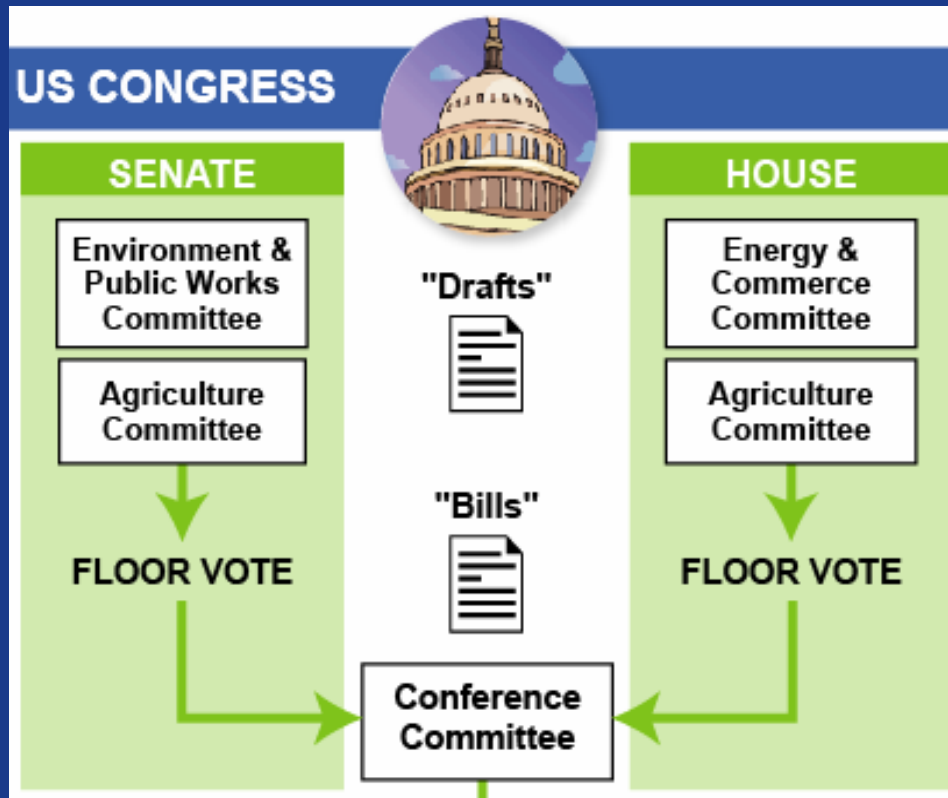 US CONGRESS
SENATE
Environment &
Public Works
Committee
Agriculture
Committee
FLOOR VOTE
"Drafts"
"Bills"
HOUSE
Energy &
Commerce
Committee
Agriculture
Committee
FLOOR VOTE
Conference
Committee